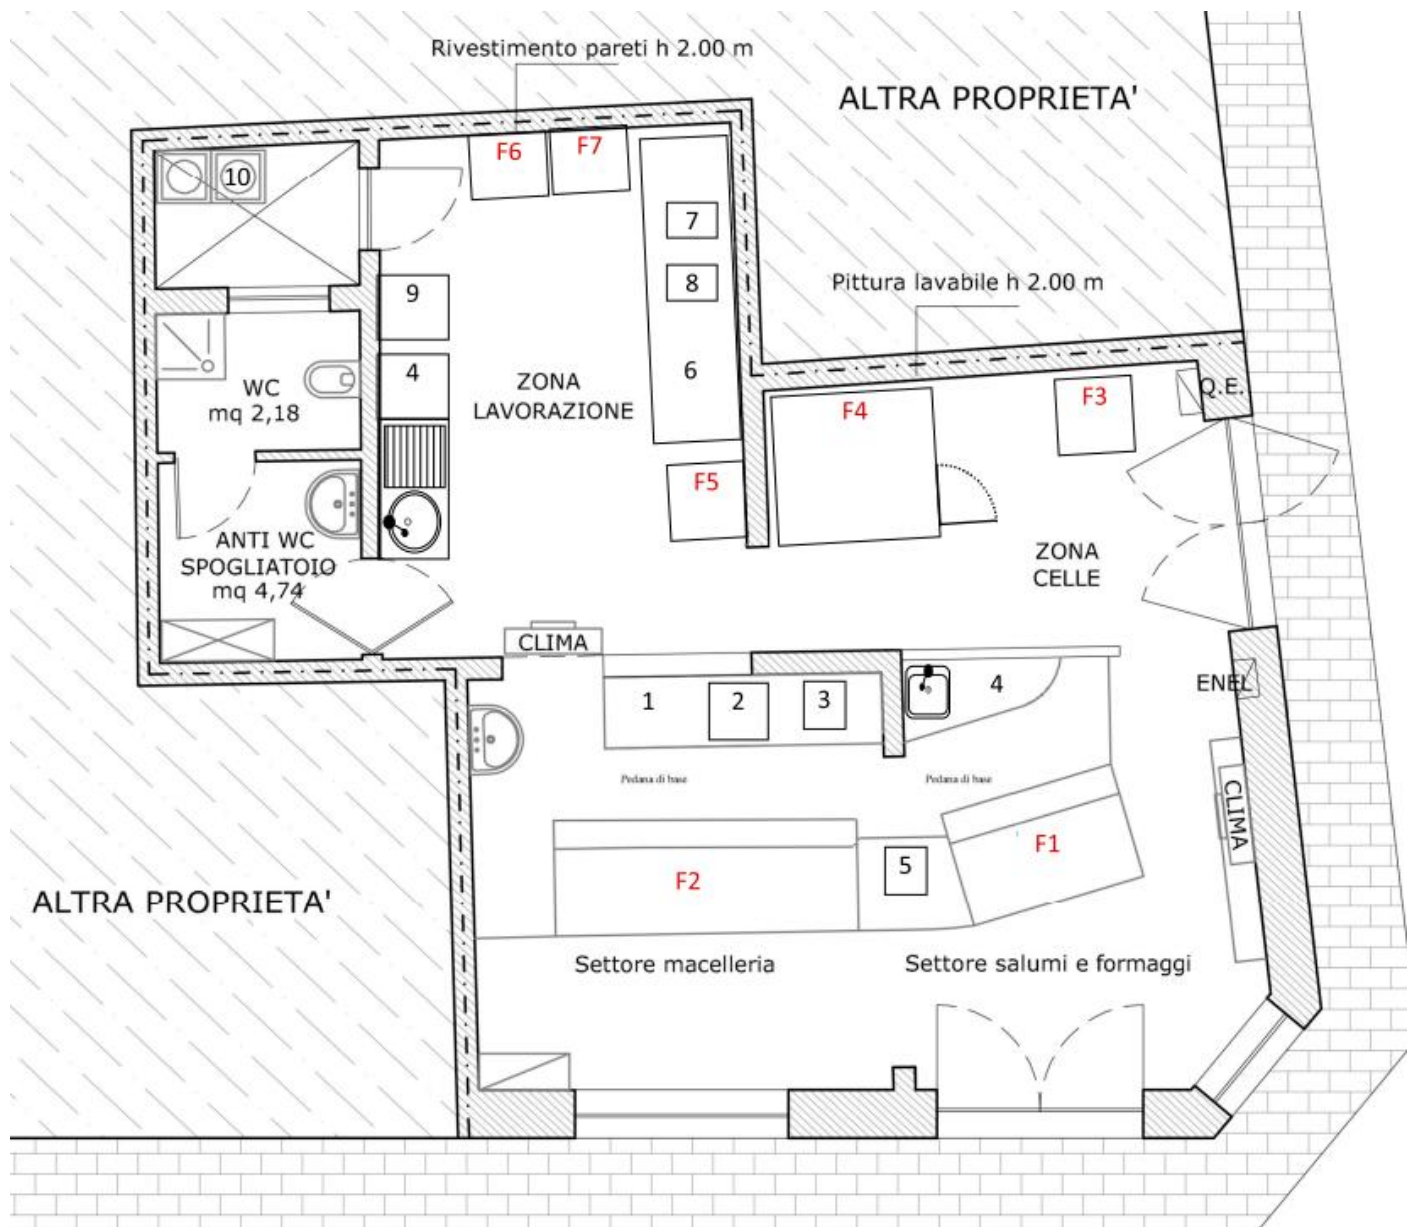 Rivestimento pareti h 2.00 m
ALTRA PROPRIETA'
F6
F7
10
7
8
Pittura lavabile h 2.00 m
9
4
6
ZONA
LAVORAZIONE
WC
mq 2,18
F4
F3
Q.E.
F5
ANTI WC
SPOGLIATOIO
mq 4,74
ZONA
CELLE
CLIMA
1
2
3
4
ENEL
Pedana di base
Pedana di base
CLIMA
F2
5
F1
ALTRA PROPRIETA'
Settore macelleria
Settore salumi e formaggi